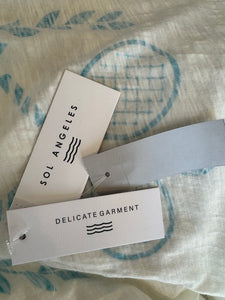 SOL ANGELES
DELICATE GARMENT